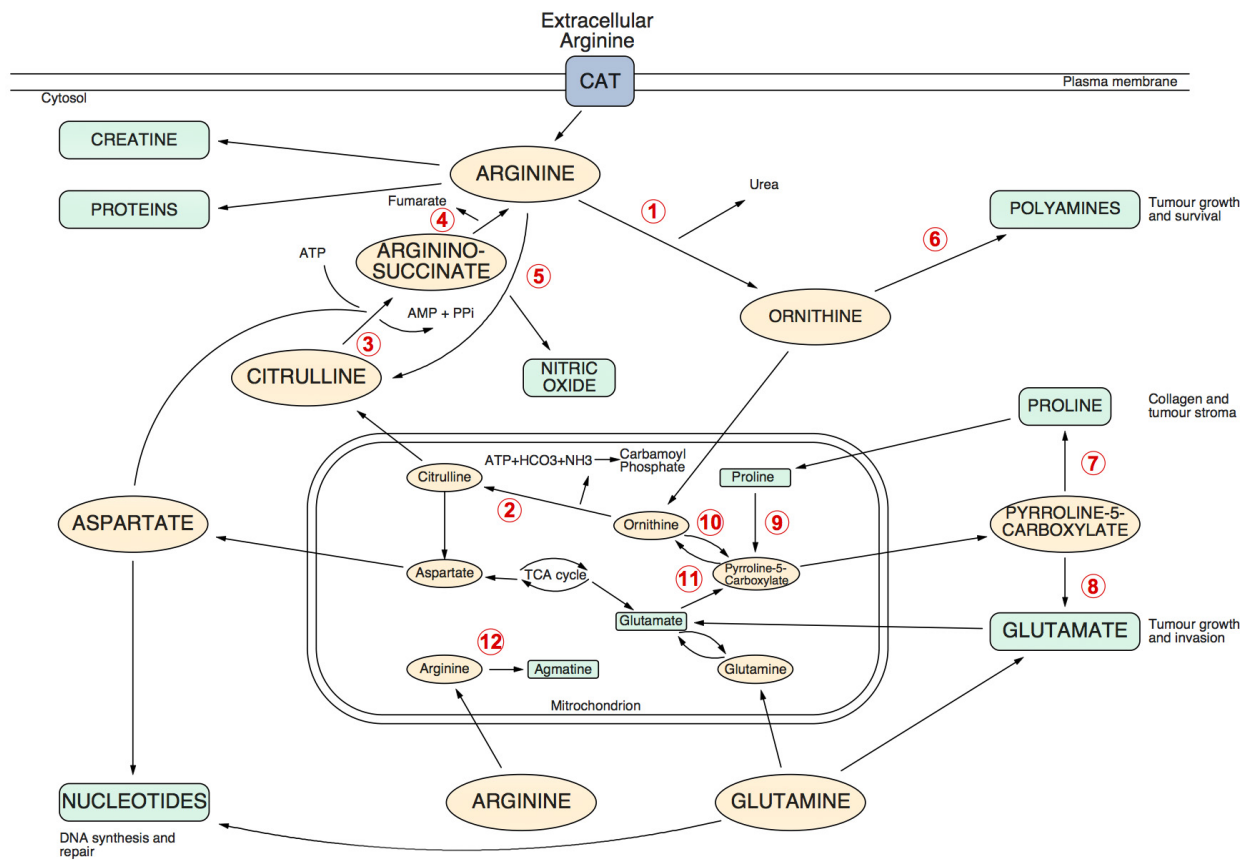 Extracellular
Arginine
CAT
Plasma membrane
Cytosol
CREATINE
ARGININE
PROTEINS
Fumarate
4
1
Urea
POLYAMINES
Tumour growth
and survival
6
ARGININO-
SUCCINATE
ATP
5
AMP + PPi
ORNITHINE
3
CITRULLINE
NITRIC
OXIDE
PROLINE
Collagen and
tumour stroma
7
ATP+HCO3+NH3
Carbamoyl
Phosphate
Citrulline
Proline
2
Ornithine
10
9
ASPARTATE
PYRROLINE-5-
CARBOXYLATE
Aspartate
TCA cycle
11
Pyrroline-5-
Carboxylate
8
Glutamate
GLUTAMATE
Tumour growth
and invasion
12
Arginine
Agmatine
Glutamine
Mitrochondrion
NUCLEOTIDES
ARGININE
GLUTAMINE
DNA synthesis and
repair